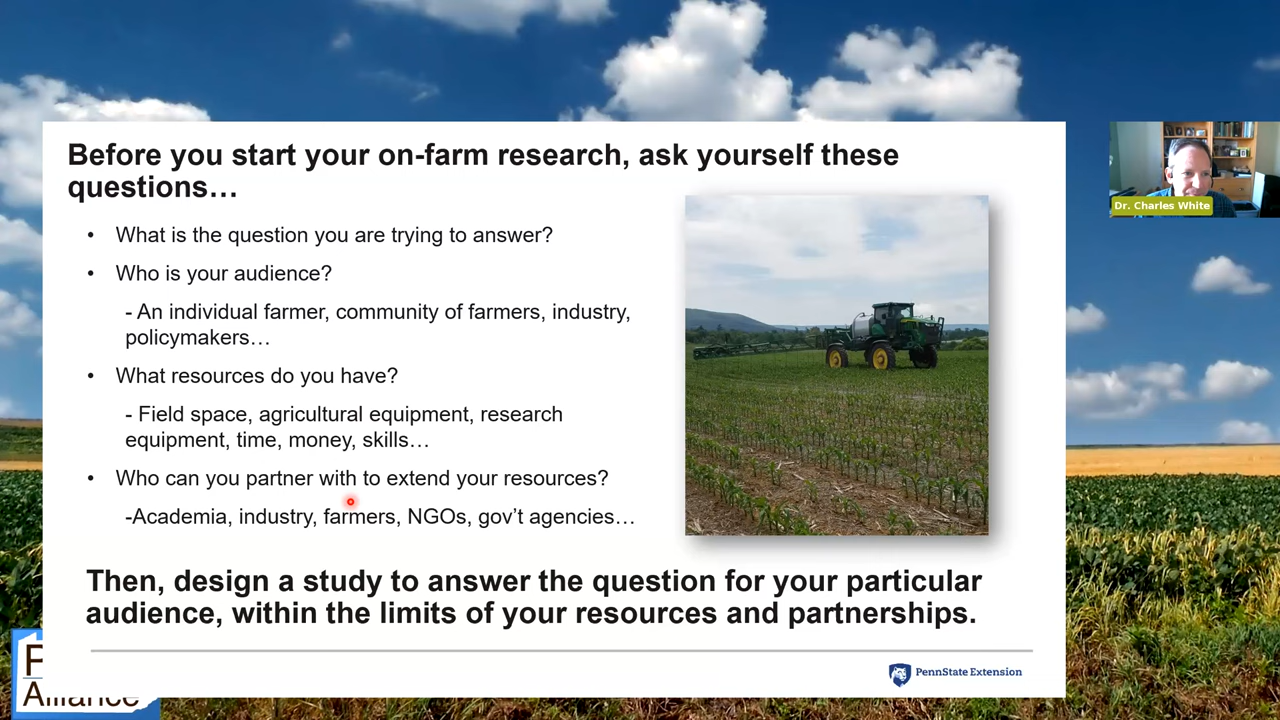 Before you start your on-farm research, ask yourself these
questions…
• What is the question you are trying to answer?
• Who is your audience?
- An individual farmer, community of farmers, industry,
policymakers…
• What resources do you have?
- Field space, agricultural equipment, research
equipment, time, money, skills…
• Who can you partner with to extend your resources?
-Academia, industry, farmers, NGOs, gov’t agencies…
Then, design a study to answer the question for your particular
audience, within the limits of your resources and partnerships.
PennState Extension
Dr. Charles White
Alliance